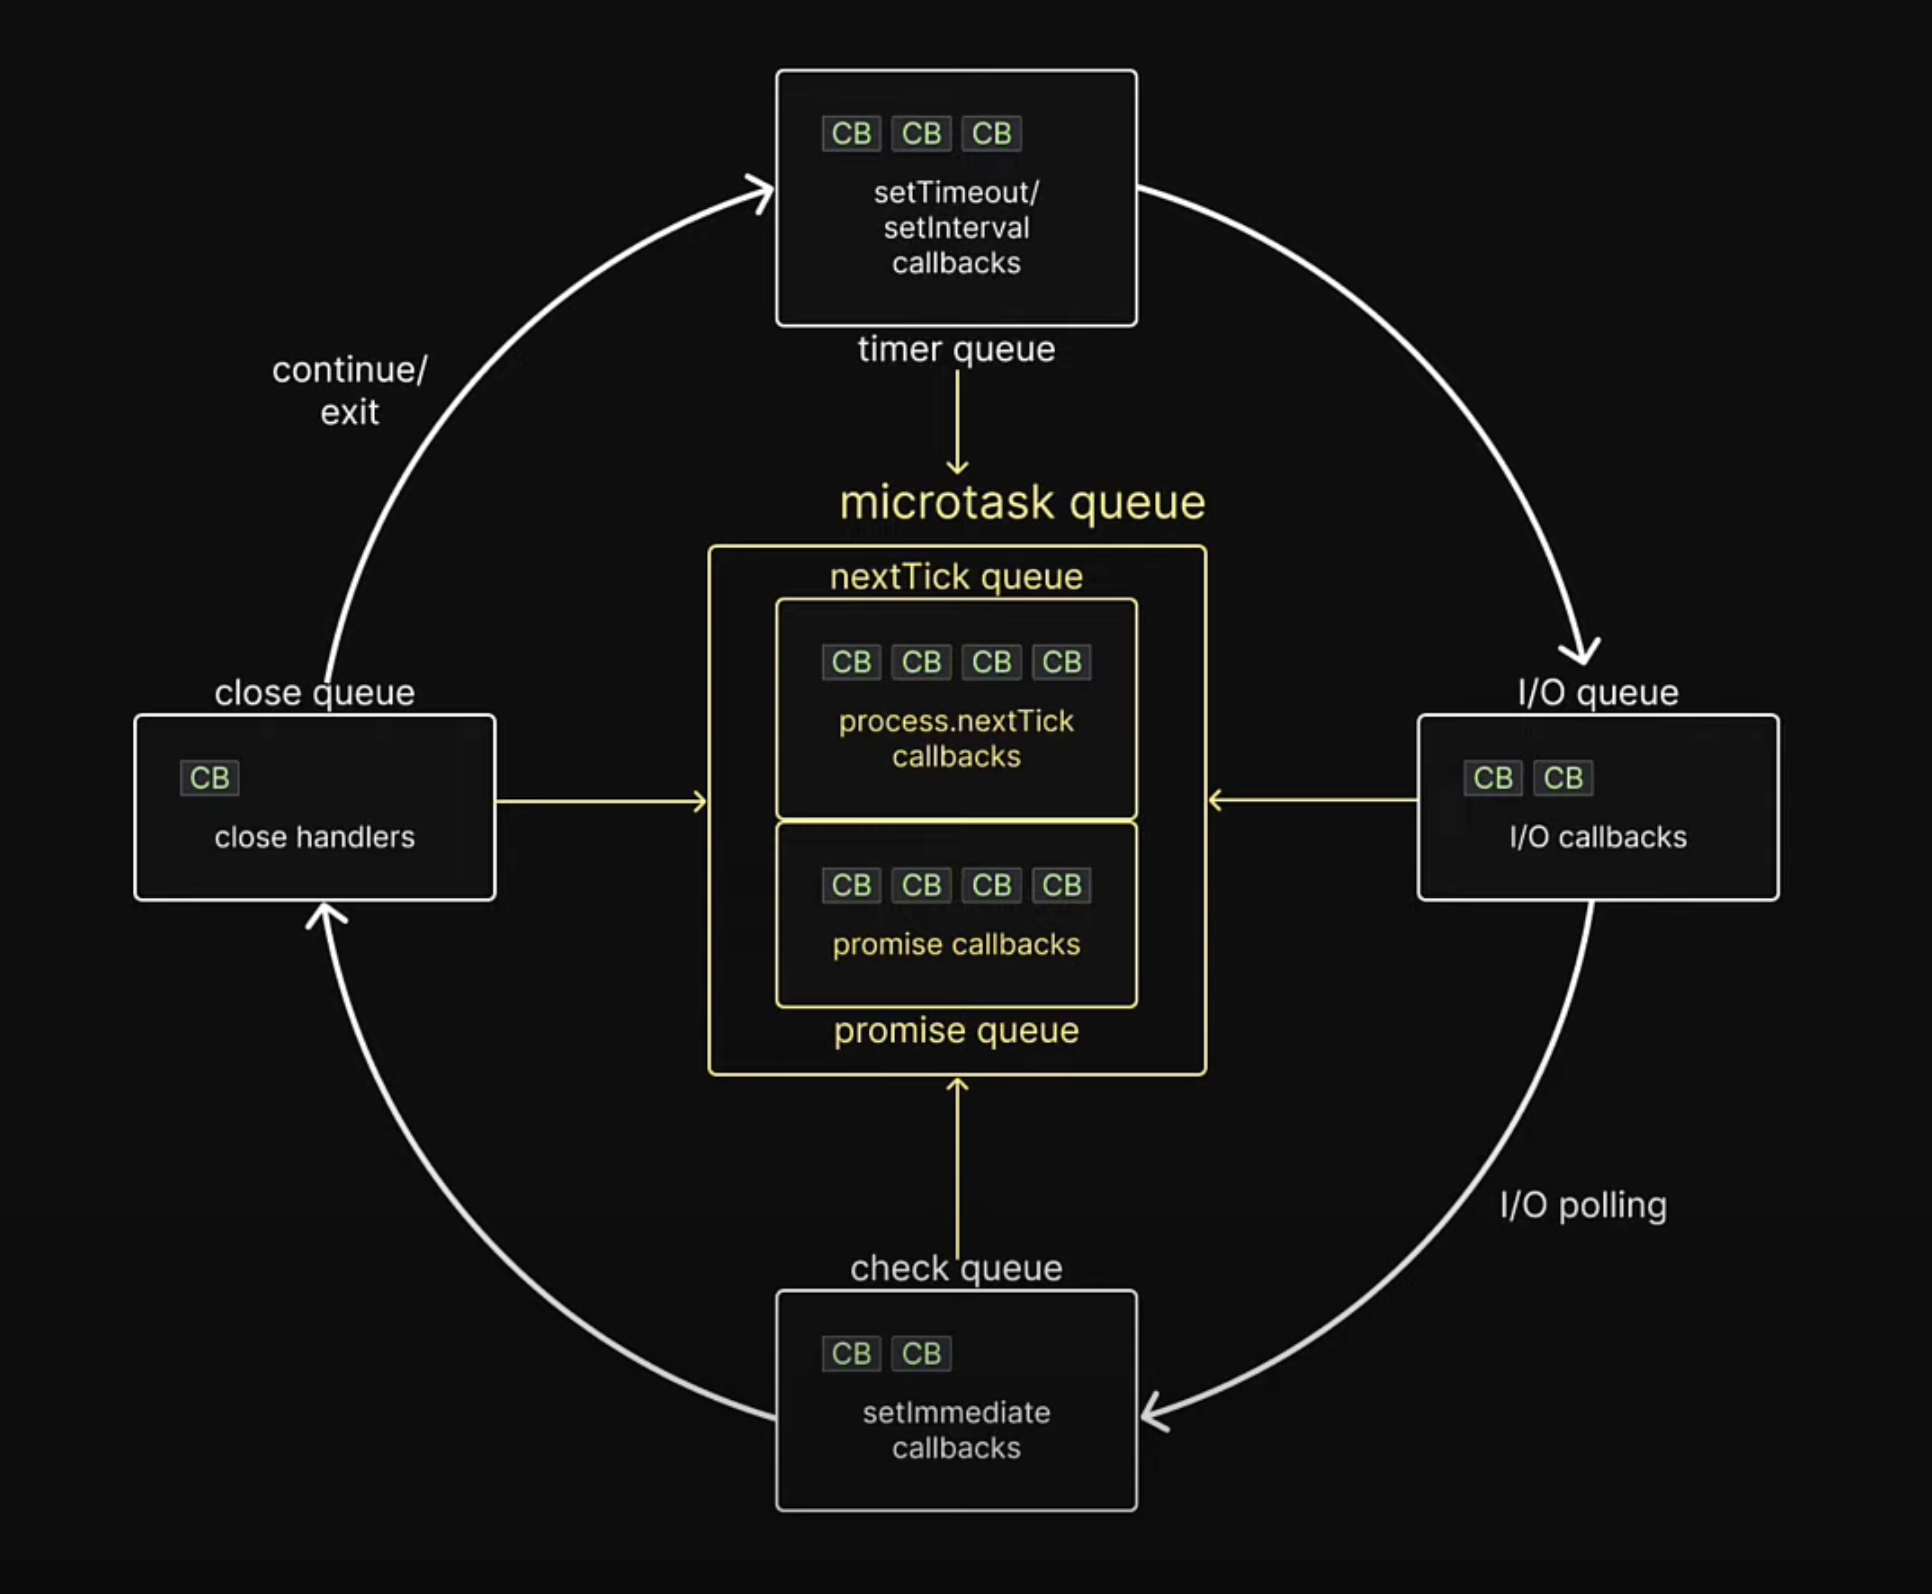 CB CB CB
setTimeout/
setInterval
callbacks
timer queue
continue/
exit
microtask queue
nextTick queue
CB CB CB CB
process.nextTick
callbacks
CB CB CB CB
promise callbacks
promise queue
close queue
CB
close handlers
I/O queue
CB CB
I/O callbacks
I/O polling
check queue
CB CB
setImmediate
callbacks